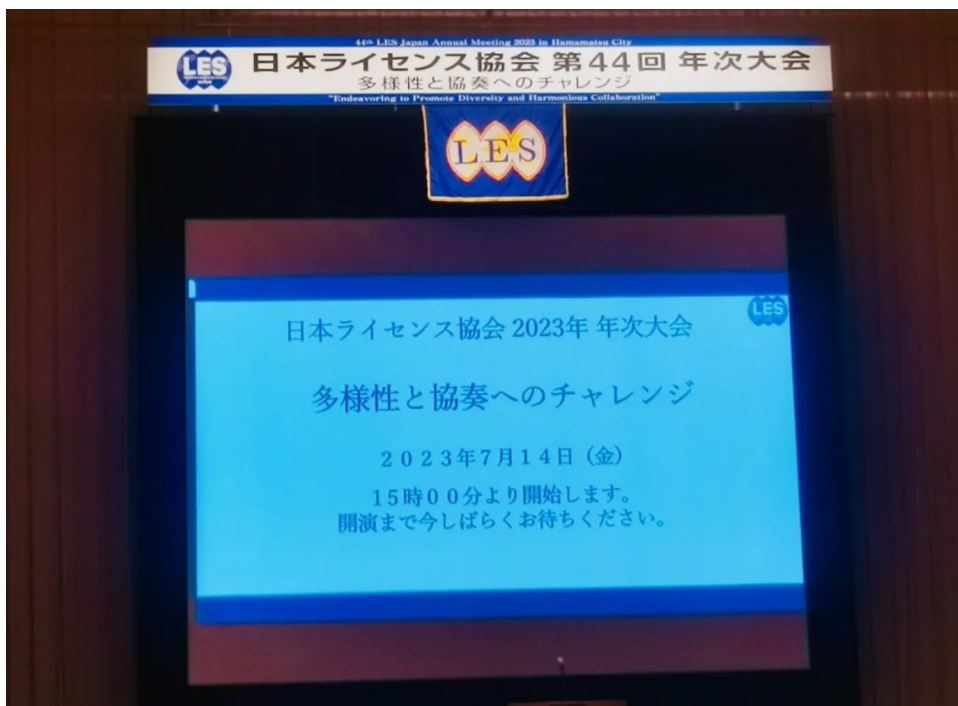 44th LES Japan Annual Meeting 2023 in Hamamatsu City
LES
日本ライセンス協会 第44回 年次大会
多様性と協奏へのチャレンジ
"Endeavoring to Promote Diversity and Harmonious Collaboration"
LES
LES
日本ライセンス協会 2023年 年次大会
多様性と協奏へのチャレンジ
2023年7月14日（金）
15時00分より開始します。
開演まで今しばらくお待ちください。